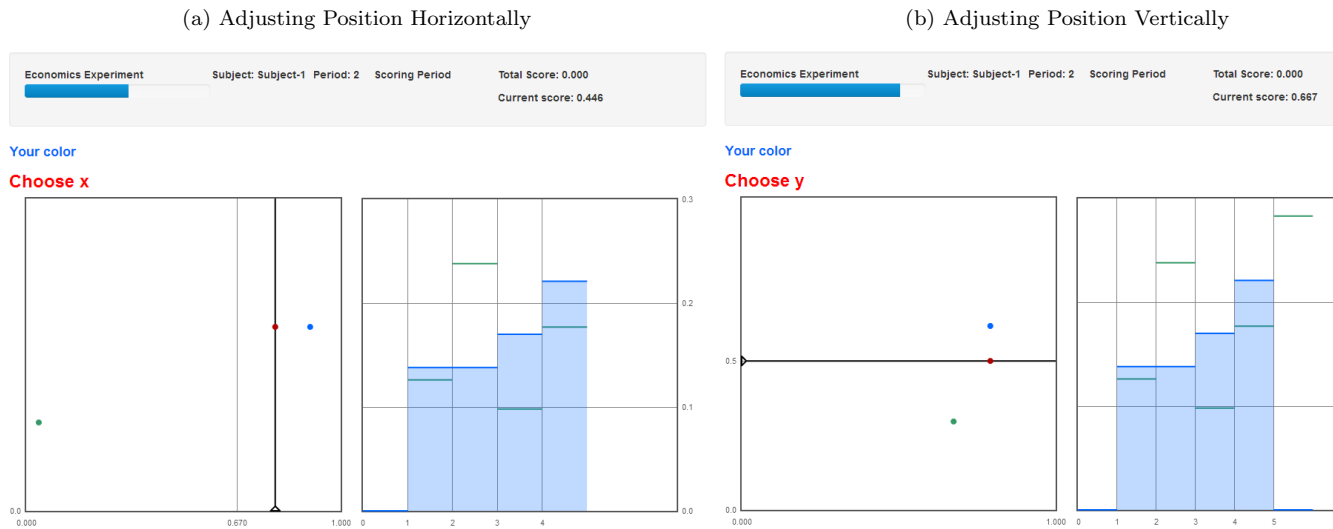 (a) Adjusting Position Horizontally
Economics Experiment Subject: Subject-1 Period: 2 Scoring Period Total Score: 0.000
Current score: 0.446
Your color
Choose x
0.3
0.2
0.1
0.0 0.0
0.000 0.670 1.000 0 1 2 3 4
(b) Adjusting Position Vertically
Economics Experiment Subject: Subject-1 Period: 2 Scoring Period Total Score: 0.000
Current score: 0.667
Your color
Choose y
0.5
0.0
0.000 1.000 0 1 2 3 4 5